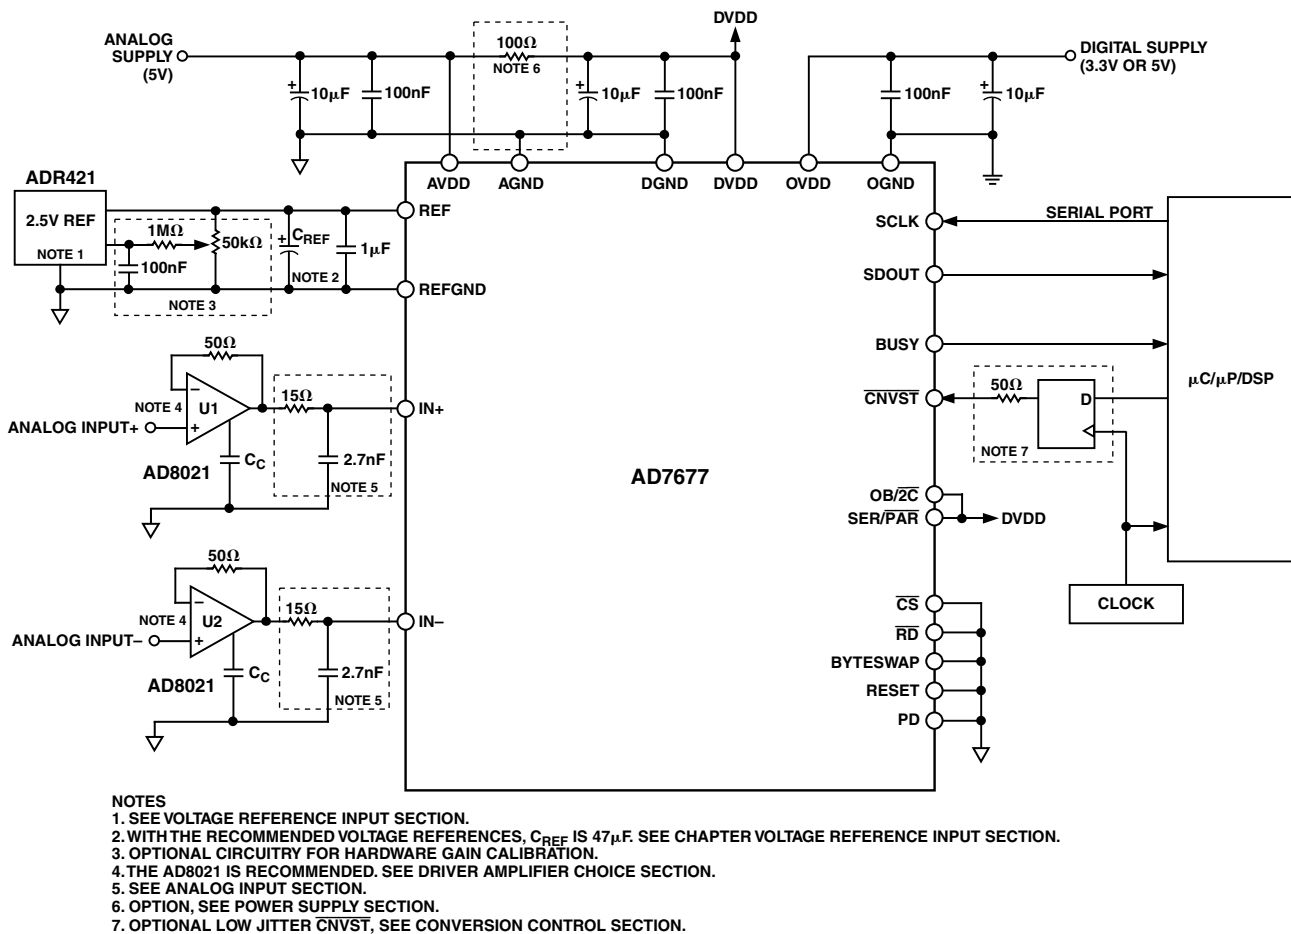 ANALOG
SUPPLY
(5V)
100Ω
NOTE 6
DVDD
DIGITAL SUPPLY
(3.3V OR 5V)
+ 10μF
100nF
+ 10μF
100nF
100nF
+ 10μF
AVDD
AGND
DGND
DVDD
OVDD
OGND
ADR421
2.5V REF
NOTE 1
1MΩ
50kΩ
100nF
NOTE 3
+ CREF
NOTE 2
1μF
REF
REFGND
SCLK
SERIAL PORT
SDOUT
BUSY
μC/μP/DSP
C̅N̅V̅S̅T̅
50Ω
D
NOTE 7
50Ω
−
U1
+
NOTE 4
ANALOG INPUT+
AD8021
CC
15Ω
2.7nF
NOTE 5
IN+
AD7677
OB/2̅C̅
SER/P̅A̅R̅
DVDD
CLOCK
50Ω
−
U2
+
NOTE 4
ANALOG INPUT−
AD8021
CC
15Ω
2.7nF
NOTE 5
IN−
C̅S̅
R̅D̅
BYTESWAP
RESET
PD
NOTES
1. SEE VOLTAGE REFERENCE INPUT SECTION.
2. WITH THE RECOMMENDED VOLTAGE REFERENCES, CREF IS 47μF. SEE CHAPTER VOLTAGE REFERENCE INPUT SECTION.
3. OPTIONAL CIRCUITRY FOR HARDWARE GAIN CALIBRATION.
4. THE AD8021 IS RECOMMENDED. SEE DRIVER AMPLIFIER CHOICE SECTION.
5. SEE ANALOG INPUT SECTION.
6. OPTION, SEE POWER SUPPLY SECTION.
7. OPTIONAL LOW JITTER C̅N̅V̅S̅T̅, SEE CONVERSION CONTROL SECTION.